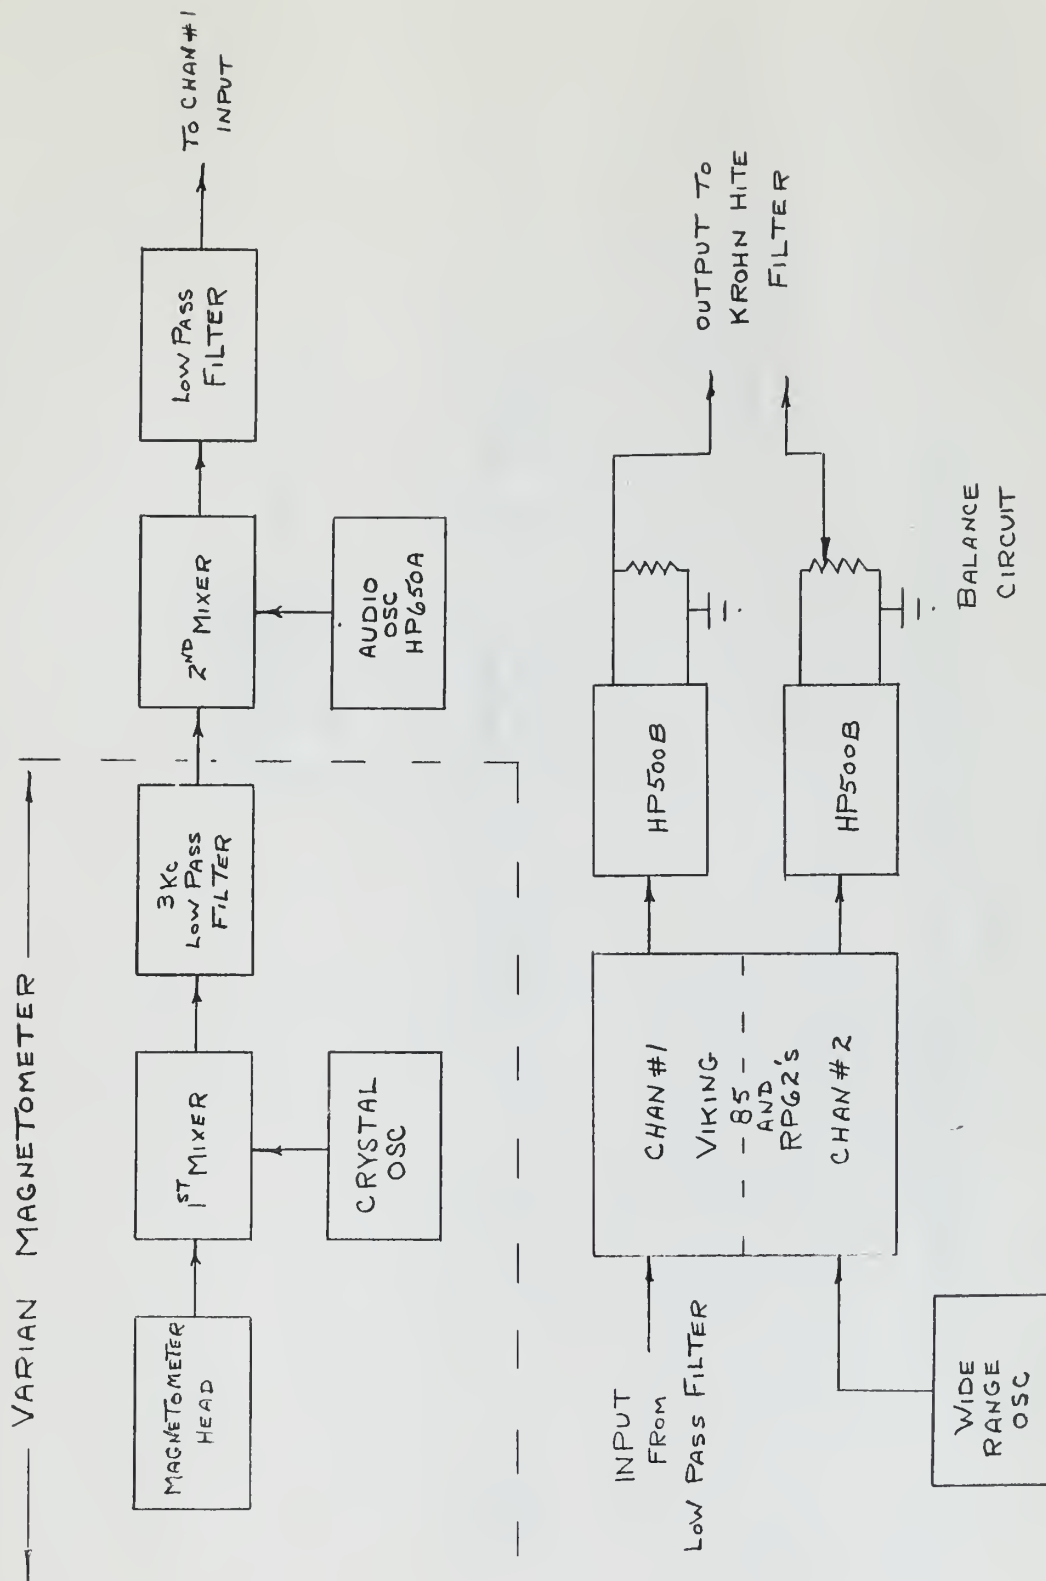 VARIAN MAGNETOMETER
MAGNETOMETER
HEAD
1ST MIXER
CRYSTAL
OSC
3KC
LOW PASS
FILTER
2ND MIXER
AUDIO
OSC
HP650A
LOW PASS
FILTER
TO CHAN#1
INPUT
INPUT
FROM
LOW PASS FILTER
WIDE
RANGE
OSC
CHAN#1
VIKING
85
AND
RP62's
CHAN#2
HP500B
HP500B
BALANCE
CIRCUIT
OUTPUT TO
KROHN HITE
FILTER